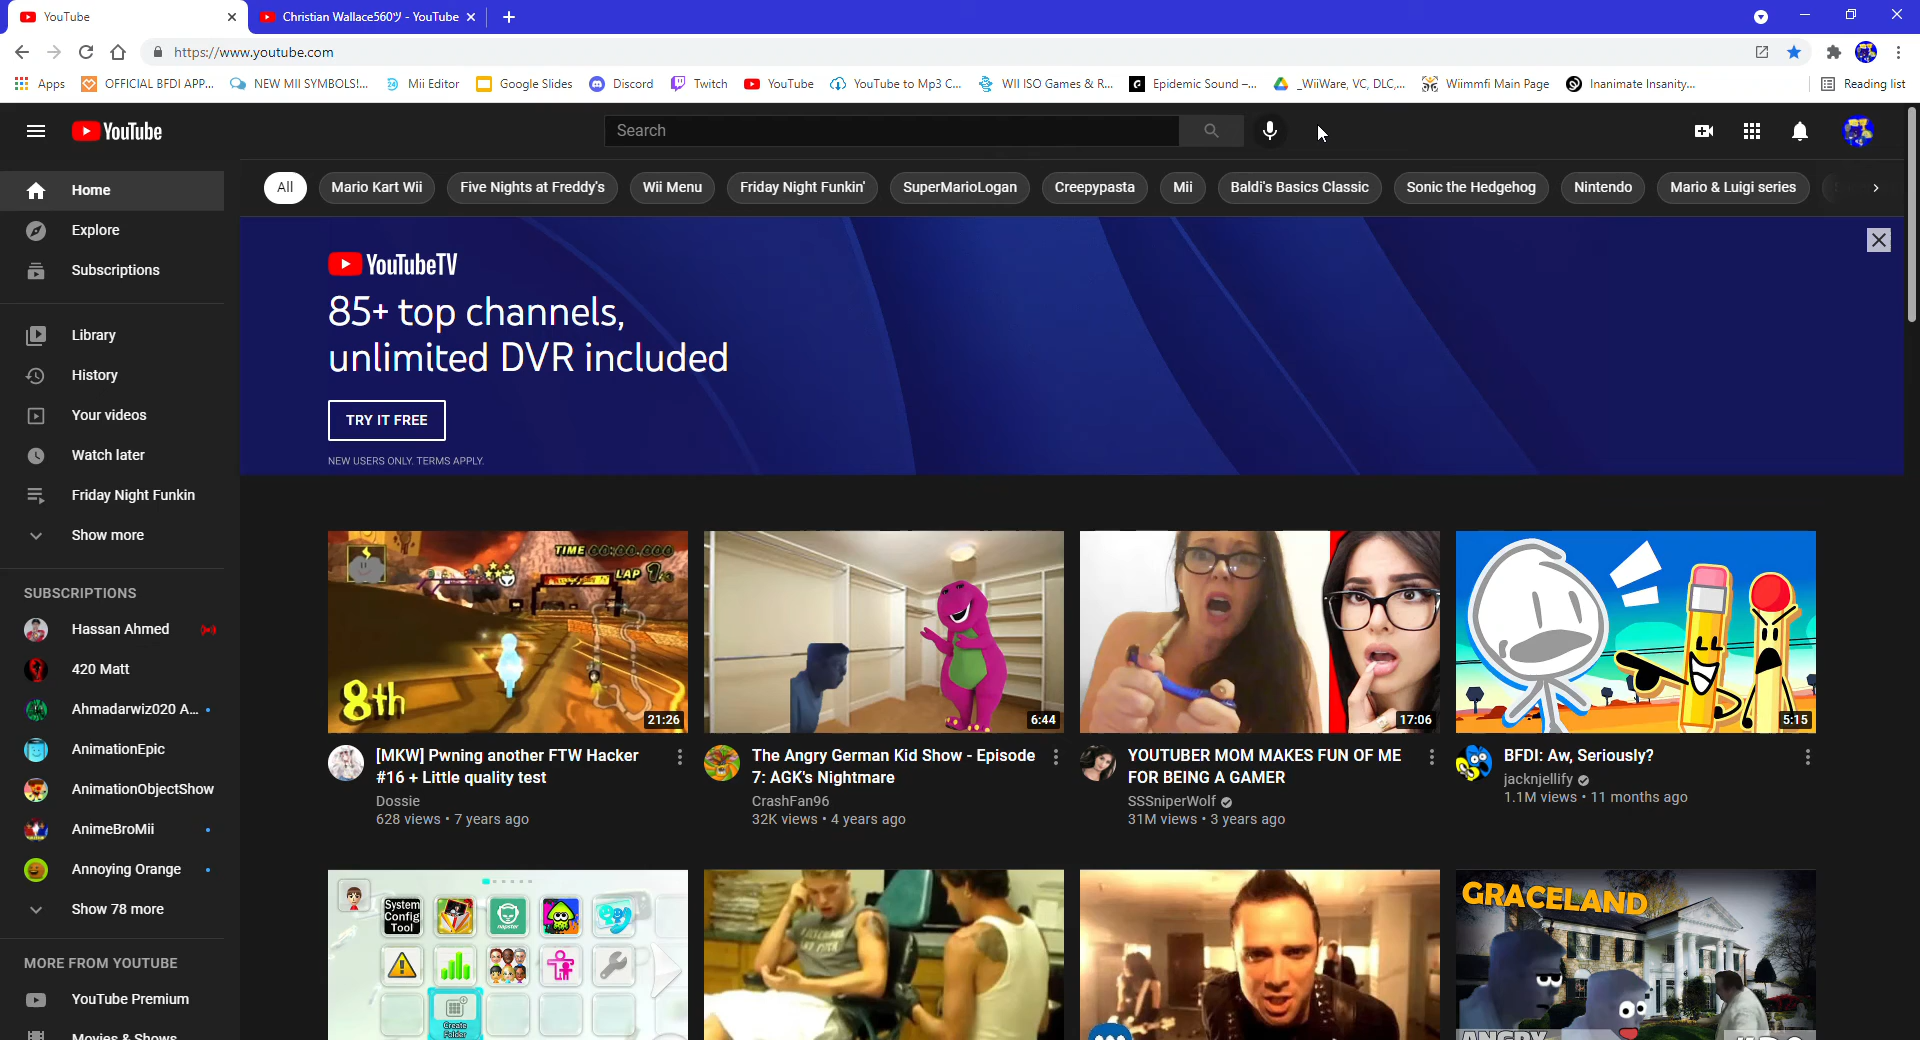 YouTube
Christian Wallace560ツ - YouTube
https://www.youtube.com
Apps
OFFICIAL BFDI APP...
NEW MII SYMBOLS!...
Mii Editor
Google Slides
Discord
Twitch
YouTube
YouTube to Mp3 C...
WII ISO Games & R...
Epidemic Sound –...
_WiiWare, VC, DLC,...
Wiimmfi Main Page
Inanimate Insanity...
Reading list
YouTube
Search
Home
Explore
Subscriptions
Library
History
Your videos
Watch later
Friday Night Funkin
Show more
SUBSCRIPTIONS
Hassan Ahmed
420 Matt
Ahmadarwiz020 A...
AnimationEpic
AnimationObjectShow
AnimeBroMii
Annoying Orange
Show 78 more
MORE FROM YOUTUBE
YouTube Premium
Movies & Shows
All
Mario Kart Wii
Five Nights at Freddy's
Wii Menu
Friday Night Funkin'
SuperMarioLogan
Creepypasta
Mii
Baldi's Basics Classic
Sonic the Hedgehog
Nintendo
Mario & Luigi series
YouTubeTV
85+ top channels,
unlimited DVR included
TRY IT FREE
NEW USERS ONLY. TERMS APPLY.
TIME 00:00.000
LAP
8th
21:26
[MKW] Pwning another FTW Hacker
#16 + Little quality test
Dossie
628 views • 7 years ago
6:44
The Angry German Kid Show - Episode
7: AGK's Nightmare
CrashFan96
32K views • 4 years ago
17:06
YOUTUBER MOM MAKES FUN OF ME
FOR BEING A GAMER
SSSniperWolf
31M views • 3 years ago
5:15
BFDI: Aw, Seriously?
jacknjellify
1.1M views • 11 months ago
System
Config
Tool
napster
Create
Folder
GRACELAND
ANGRY